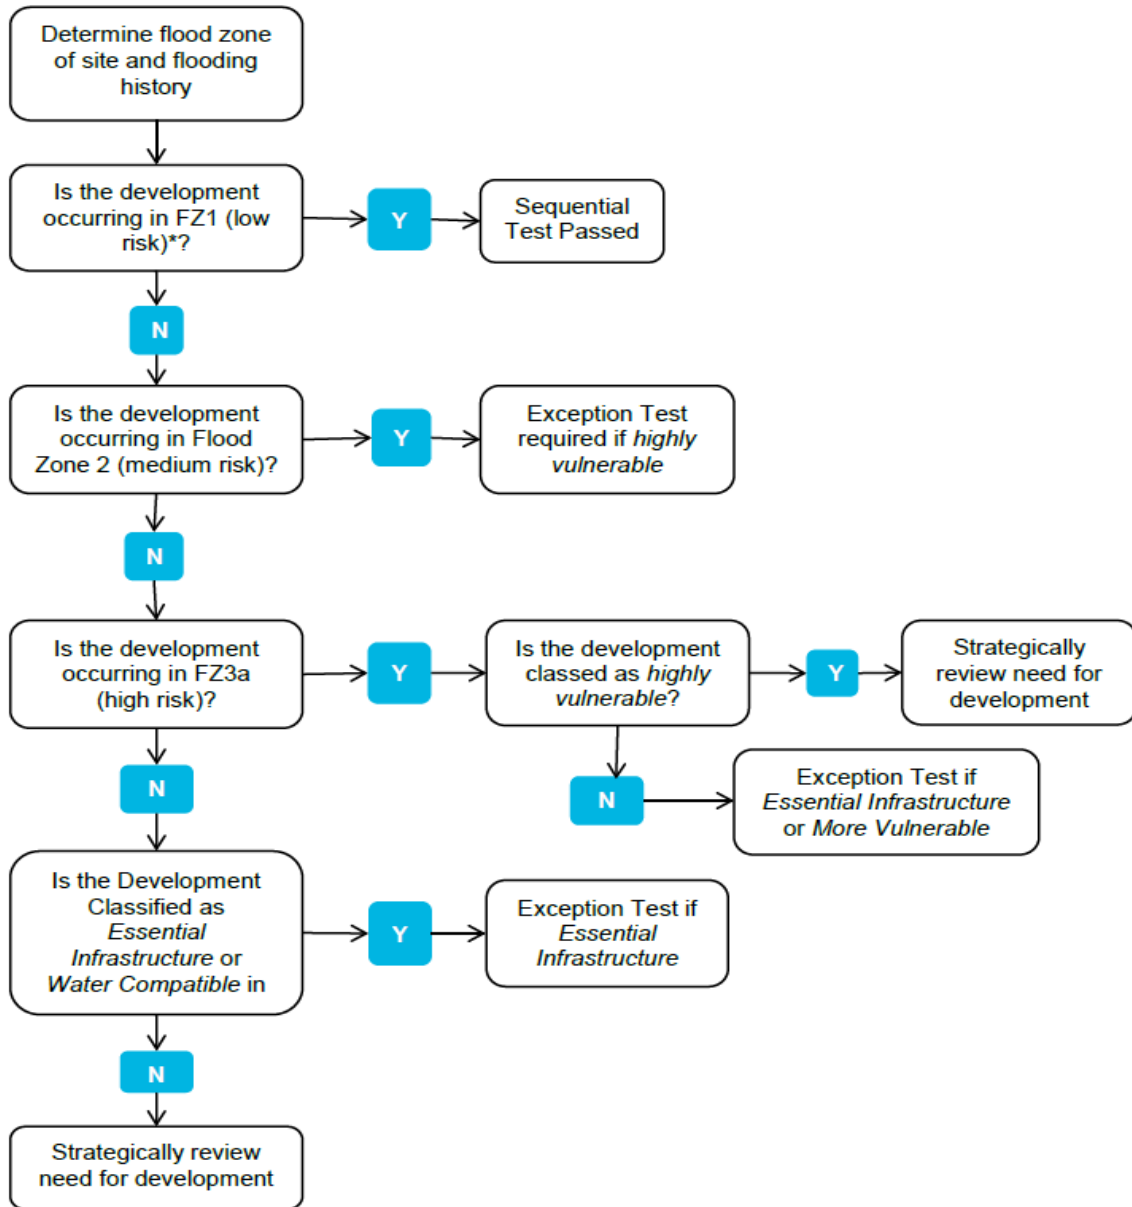 Determine flood zone
of site and flooding
history
Is the development
occurring in FZ1 (low
risk)*?
Y
Sequential
Test Passed
N
Is the development
occurring in Flood
Zone 2 (medium risk)?
Y
Exception Test
required if highly
vulnerable
N
Is the development
occurring in FZ3a
(high risk)?
Y
Is the development
classed as highly
vulnerable?
Y
Strategically
review need for
development
N
Exception Test if
Essential Infrastructure
or More Vulnerable
N
Is the Development
Classified as
Essential
Infrastructure or
Water Compatible in
Y
Exception Test if
Essential
Infrastructure
N
Strategically review
need for development